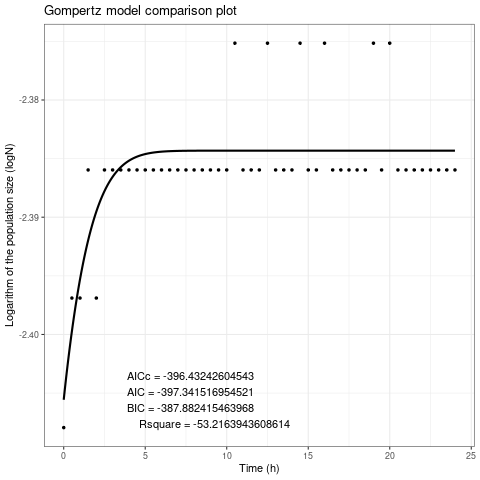 Gompertz model comparison plot
Logarithm of the population size (logN)
-2.38
-2.39
-2.40
AICc = -396.43242604543
AIC = -397.341516954521
BIC = -387.882415463968
Rsquare = -53.2163943608614
0 5 10 15 20 25
Time (h)